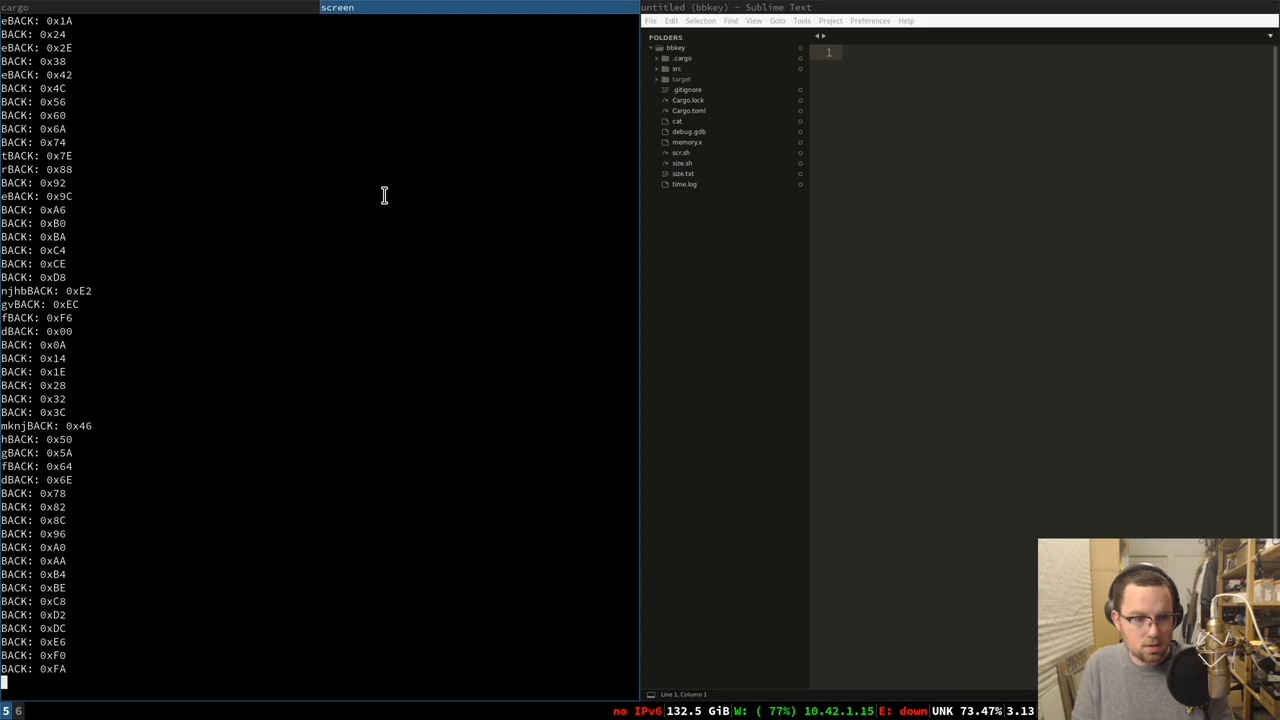 cargo
screen
eBACK: 0x1A
BACK: 0x24
eBACK: 0x2E
BACK: 0x38
eBACK: 0x42
BACK: 0x4C
BACK: 0x56
BACK: 0x60
BACK: 0x6A
BACK: 0x74
tBACK: 0x7E
rBACK: 0x88
BACK: 0x92
eBACK: 0x9C
BACK: 0xA6
BACK: 0xB0
BACK: 0xBA
BACK: 0xC4
BACK: 0xCE
BACK: 0xD8
njhbBACK: 0xE2
gvBACK: 0xEC
fBACK: 0xF6
dBACK: 0x00
BACK: 0x0A
BACK: 0x14
BACK: 0x1E
BACK: 0x28
BACK: 0x32
BACK: 0x3C
mknjBACK: 0x46
hBACK: 0x50
gBACK: 0x5A
fBACK: 0x64
dBACK: 0x6E
BACK: 0x78
BACK: 0x82
BACK: 0x8C
BACK: 0x96
BACK: 0xA0
BACK: 0xAA
BACK: 0xB4
BACK: 0xBE
BACK: 0xC8
BACK: 0xD2
BACK: 0xDC
BACK: 0xE6
BACK: 0xF0
BACK: 0xFA
untitled (bbkey) - Sublime Text
File Edit Selection Find View Goto Tools Project Preferences Help
FOLDERS
bbkey
.cargo
src
target
.gitignore
Cargo.lock
Cargo.toml
cat
debug.gdb
memory.x
scr.sh
size.sh
size.txt
time.log
1
Line 1, Column 1
5 6
no IPv6 132.5 GiB W: ( 77%) 10.42.1.15 E: down UNK 73.47% 3.13